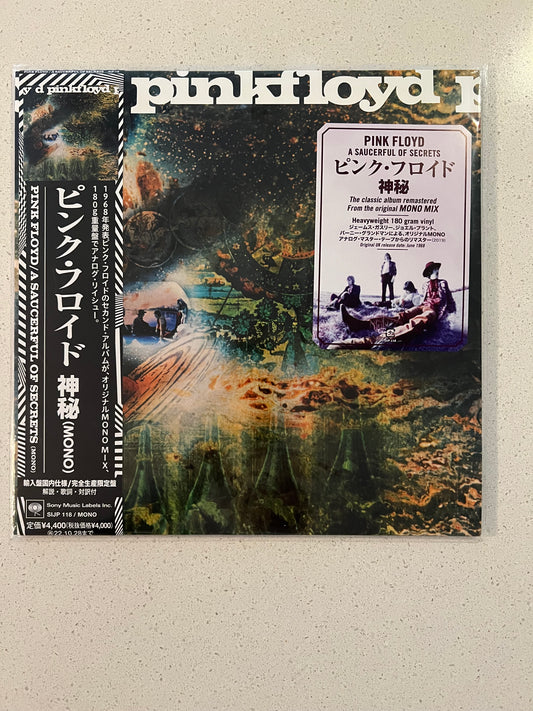 y d pinkfloyd p
ピンク・フロイド 神秘(MONO)
PINK FLOYD/A SAUCERFUL OF SECRETS (MONO)
1968年発表ピンク・フロイドのセカンド・アルバムが、オリジナルMONO MIX、
180g重量盤でアナログ・リイシュー。
輸入盤国内仕様/完全生産限定盤
解説・歌詞・対訳付
Sony Music Labels Inc.
SIJP 118 / MONO
定価¥4,400(税抜価格¥4,000)
22.10.28まで
pinkfloyd p
PINK FLOYD
A SAUCERFUL OF SECRETS
ピンク・フロイド
神秘
The classic album remastered
From the original MONO MIX
Heavyweight 180 gram vinyl
ジェームス・ガスリー、ジョエル・プラント、
バーニー・グランドマンによる、オリジナルMONO
アナログ・マスター・テープからのリマスター(2019)
Original UK release date: June 1968